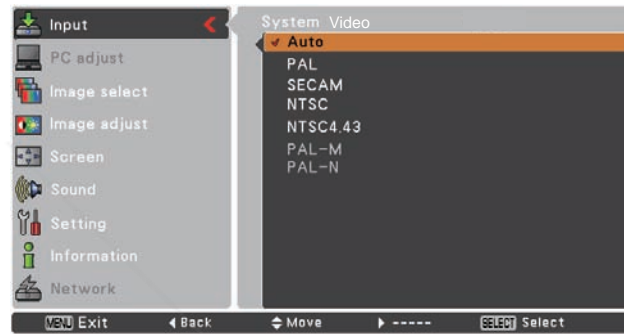 Input
PC adjust
Image select
Image adjust
Screen
Sound
Setting
Information
Network
System Video
Auto
PAL
SECAM
NTSC
NTSC4.43
PAL-M
PAL-N
MENU Exit
Back
Move
-----
SELECT Select